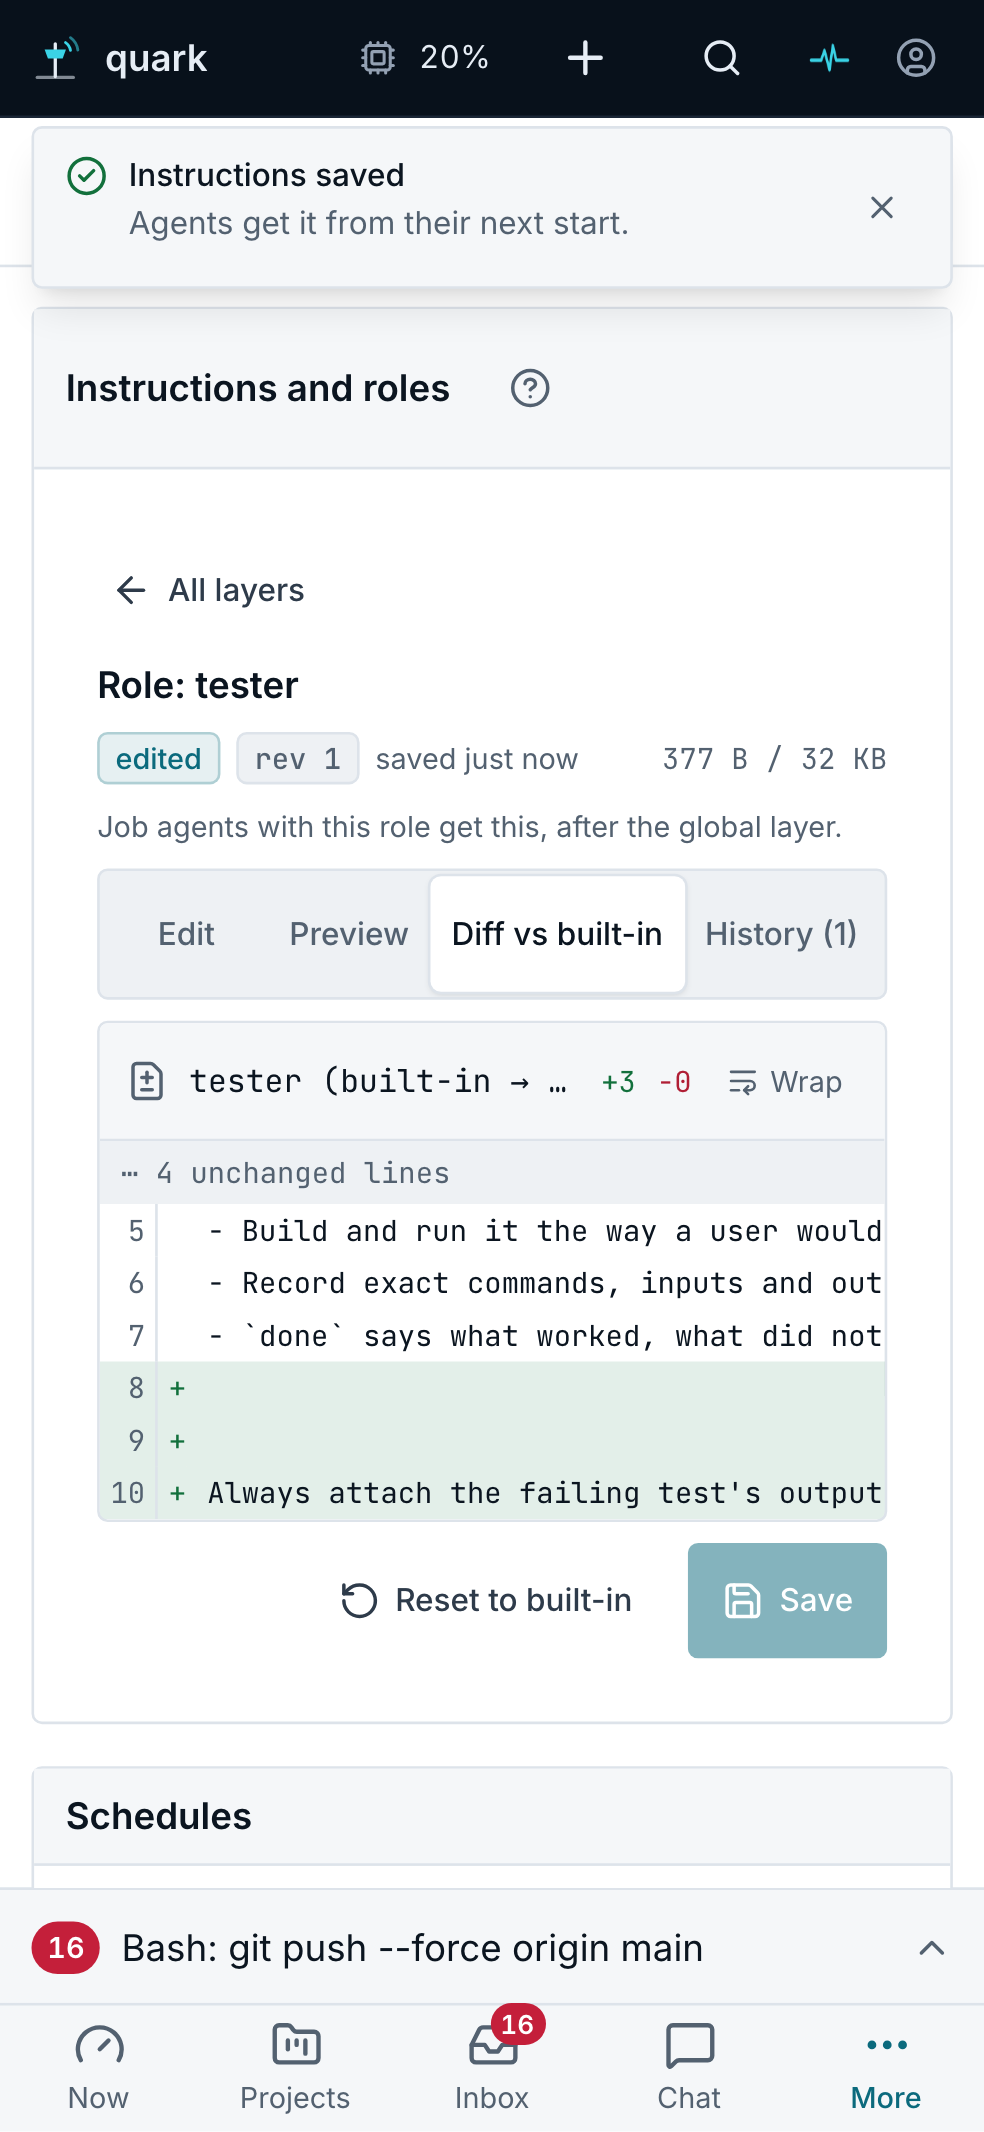 quark
20%
Instructions saved
Agents get it from their next start.
Instructions and roles
All layers
Role: tester
edited rev 1 saved just now 377 B / 32 KB
Job agents with this role get this, after the global layer.
Edit Preview Diff vs built-in History (1)
tester (built-in → … +3 -0 Wrap
⋯ 4 unchanged lines
5 - Build and run it the way a user would
6 - Record exact commands, inputs and out
7 - `done` says what worked, what did not
8 +
9 +
10 + Always attach the failing test's output
Reset to built-in Save
Schedules
16 Bash: git push --force origin main
16
Now Projects Inbox Chat More